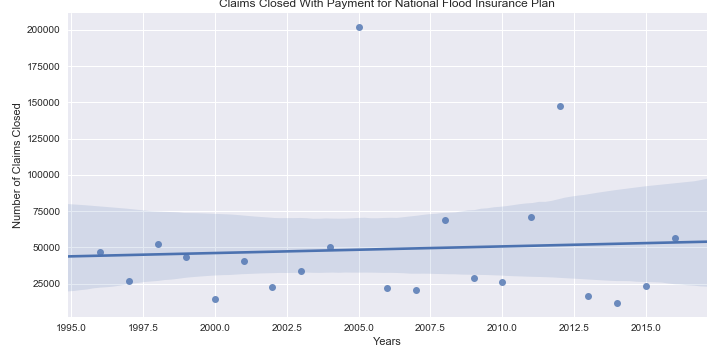 Claims Closed With Payment for National Flood Insurance Plan
200000
175000
150000
125000
100000
75000
50000
25000
Number of Claims Closed
1995.0 1997.5 2000.0 2002.5 2005.0 2007.5 2010.0 2012.5 2015.0
Years